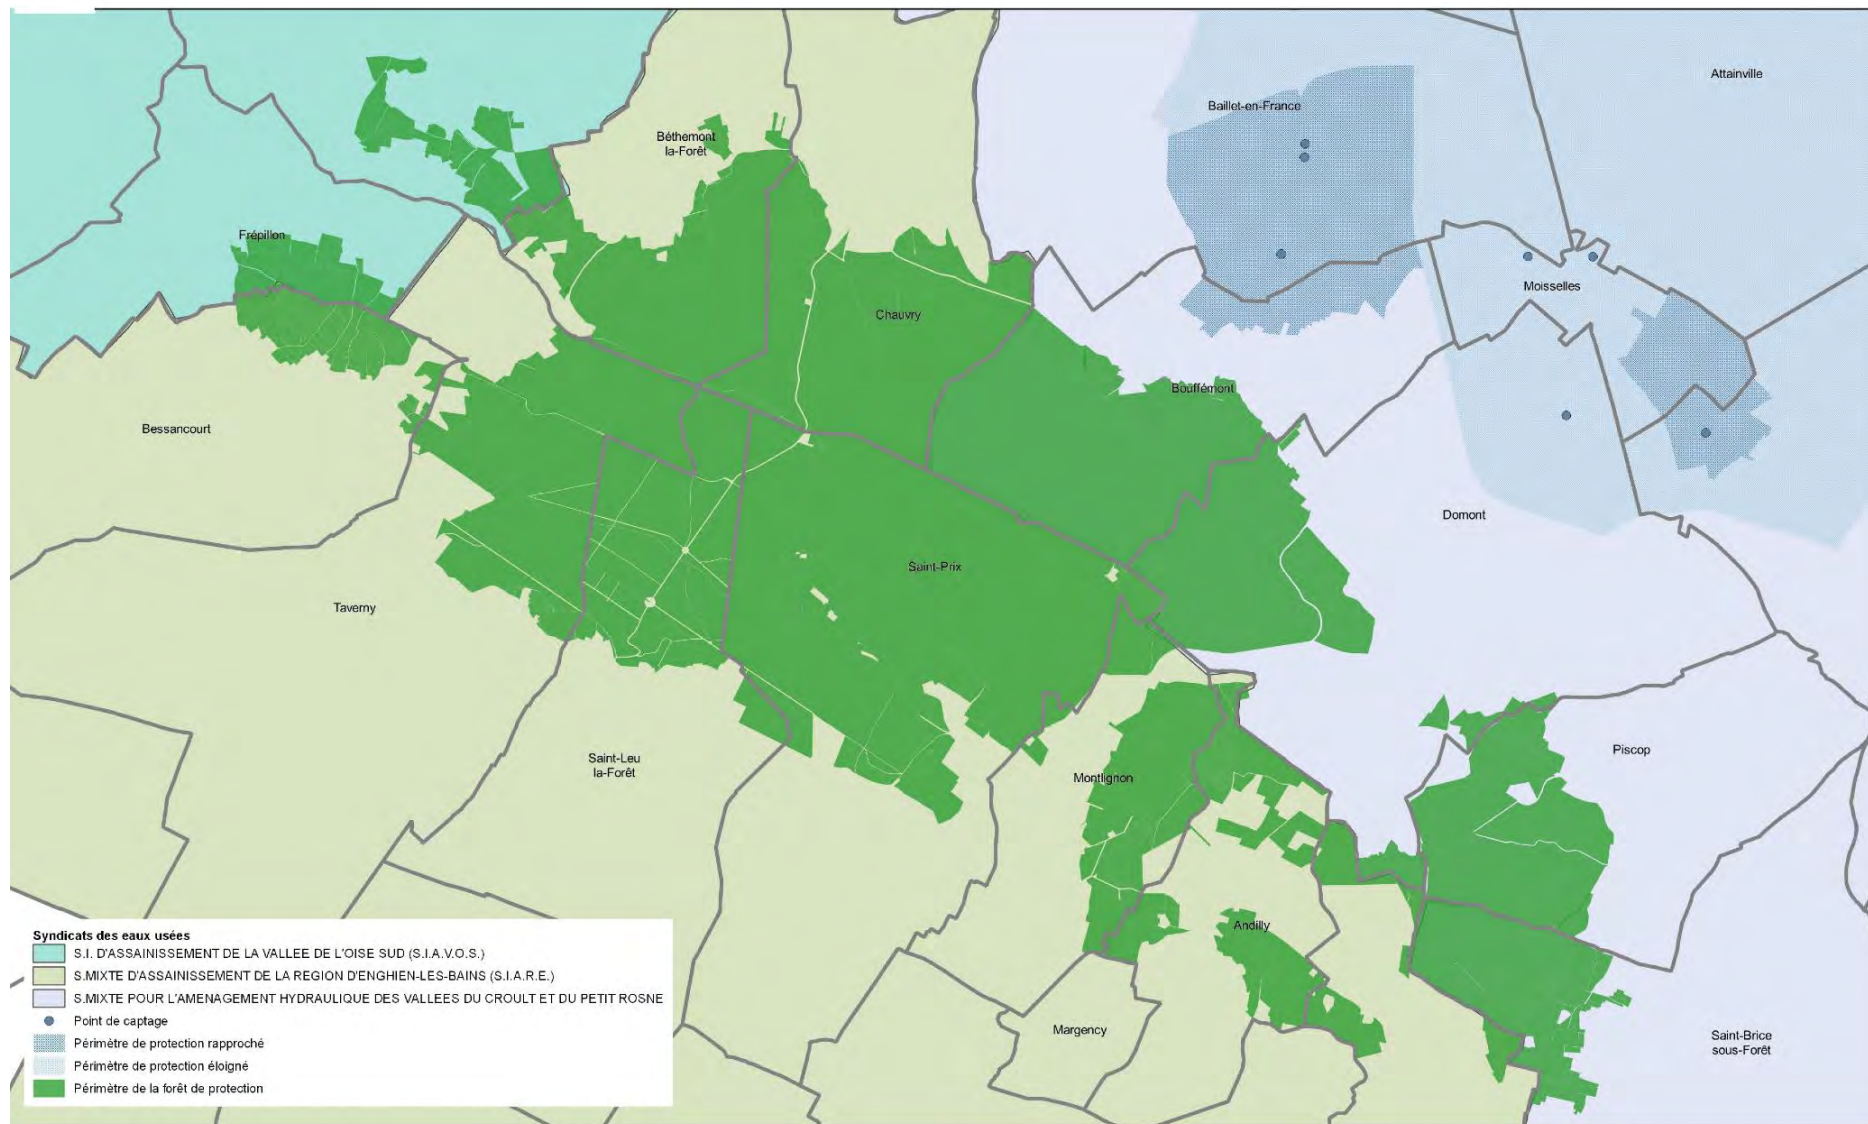 Attainville
Baillet-en-France
Béthemont
la-Forêt
Frépillon
Moisselles
Chauvry
Bouffémont
Bessancourt
Domont
Saint-Prix
Taverny
Piscop
Saint-Leu
la-Forêt
Montlignon
Andilly
Margency
Saint-Brice
sous-Forêt
Syndicats des eaux usées
S.I. D'ASSAINISSEMENT DE LA VALLEE DE L'OISE SUD (S.I.A.V.O.S.)
S.MIXTE D'ASSAINISSEMENT DE LA REGION D'ENGHIEN-LES-BAINS (S.I.A.R.E.)
S.MIXTE POUR L'AMENAGEMENT HYDRAULIQUE DES VALLEES DU CROULT ET DU PETIT ROSNE
Point de captage
Périmètre de protection rapproché
Périmètre de protection éloigné
Périmètre de la forêt de protection